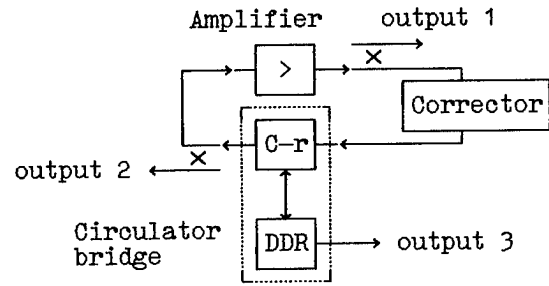 Amplifier
output 1
>
Corrector
C-r
output 2
Circulator
bridge
DDR
output 3